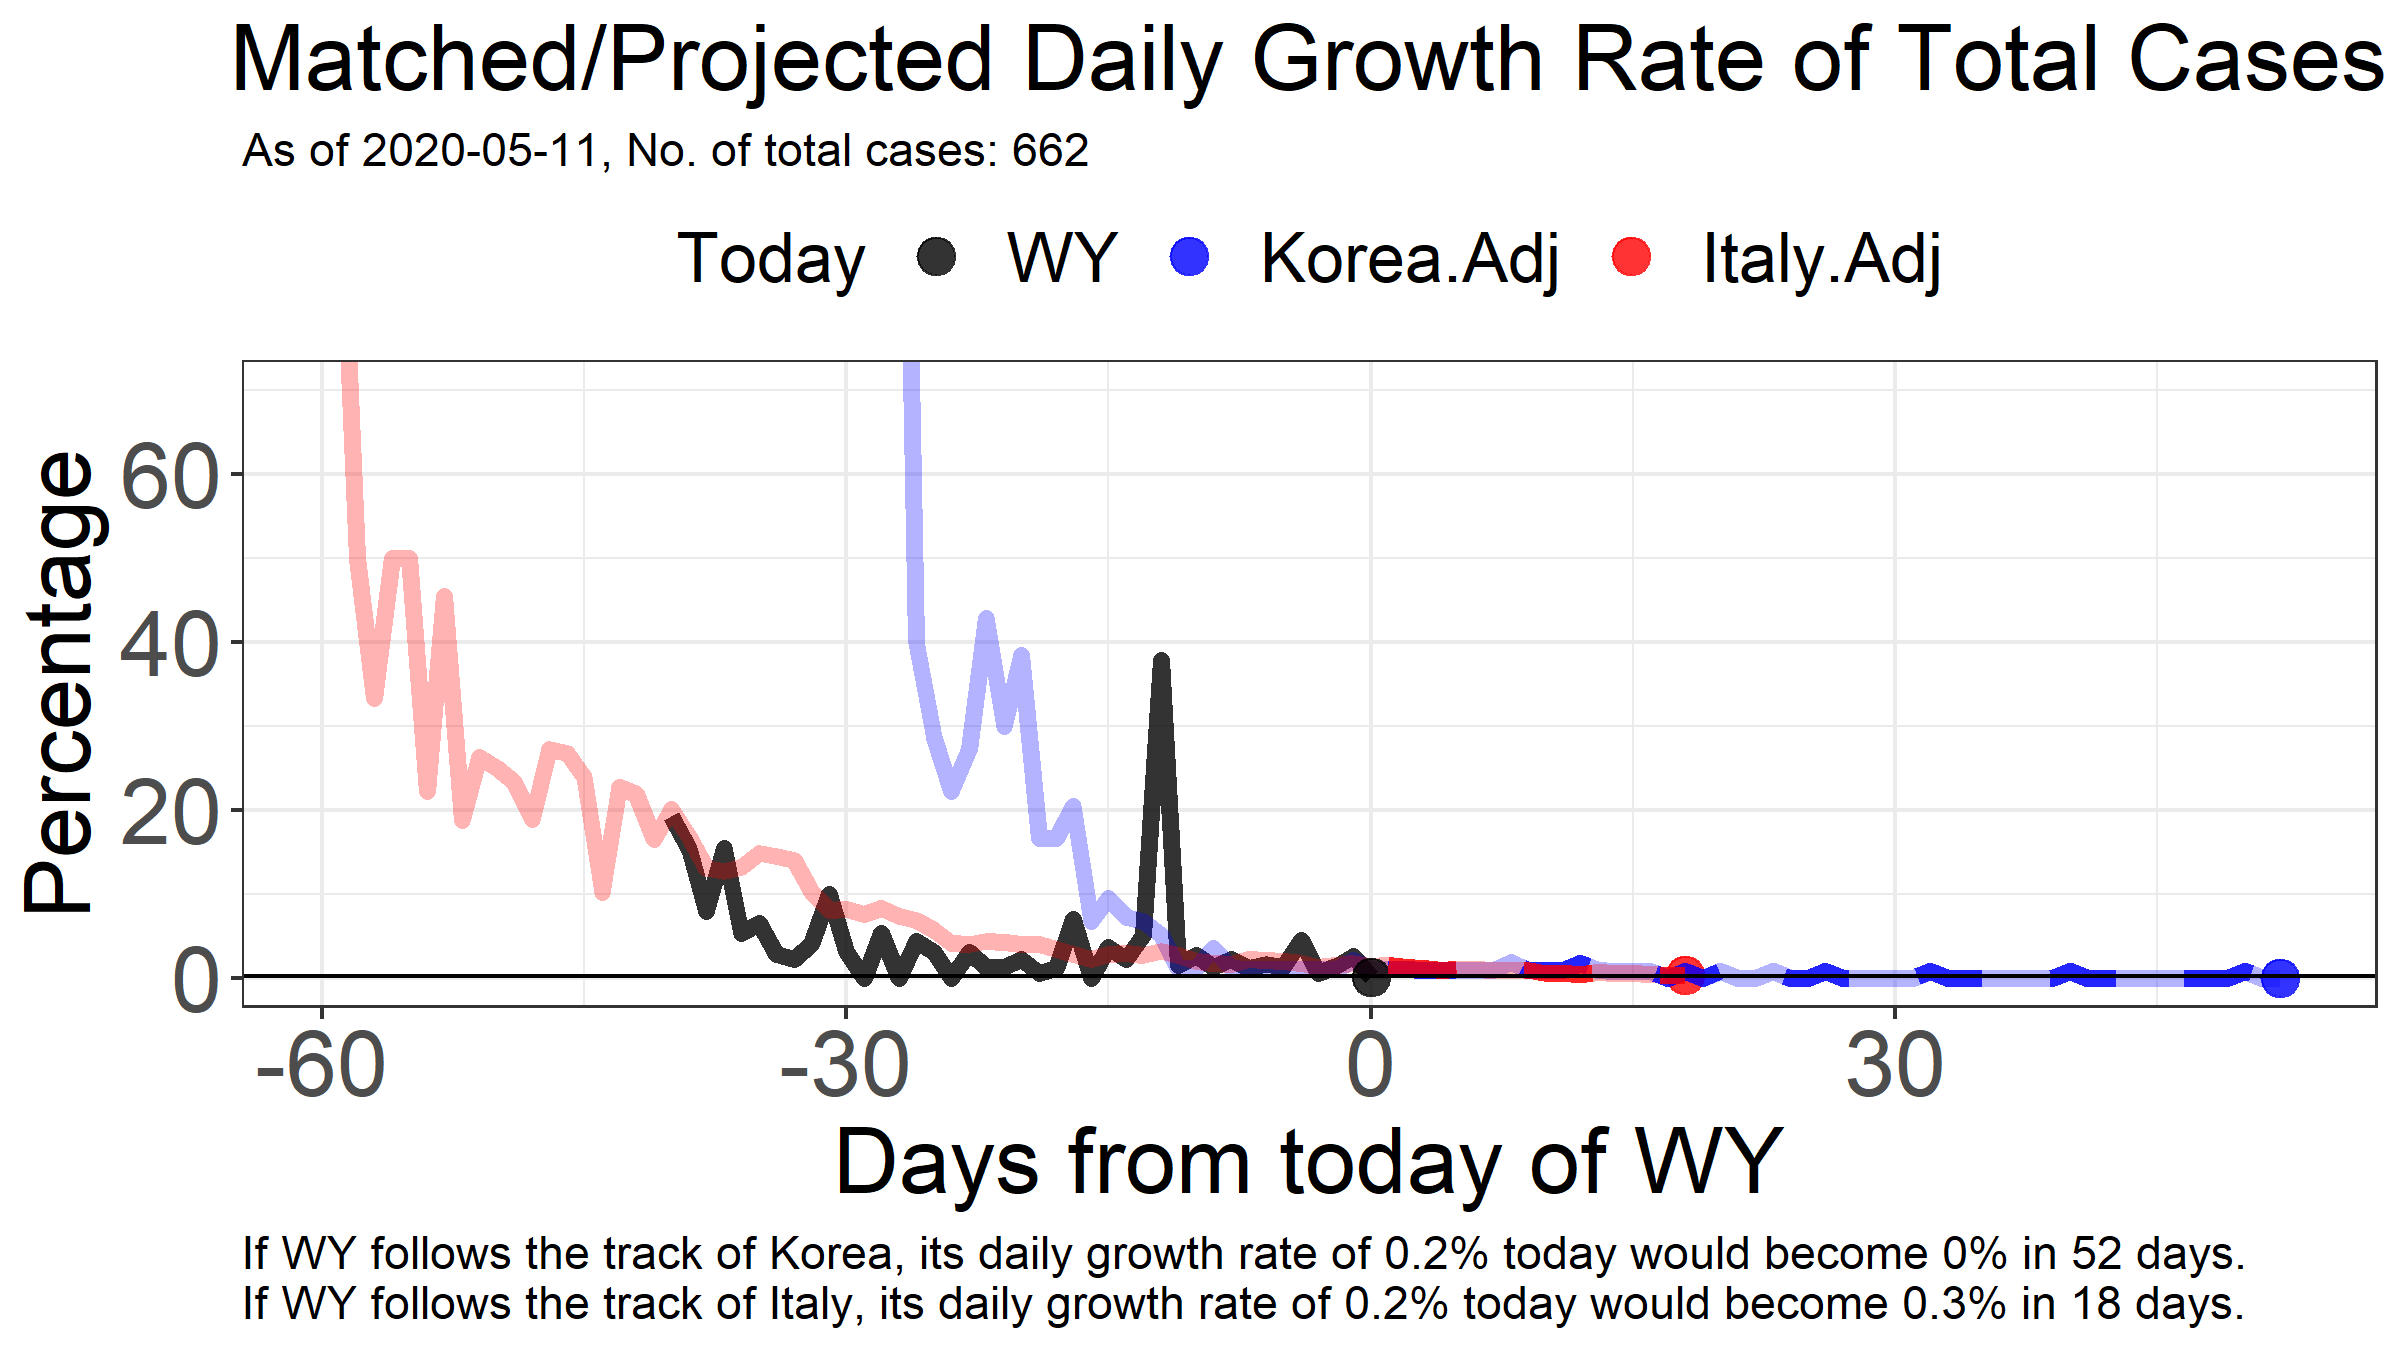 Matched/Projected Daily Growth Rate of Total Cases
As of 2020-05-11, No. of total cases: 662
Today WY Korea.Adj Italy.Adj
Percentage
60
40
20
0
-60 -30 0 30
Days from today of WY
If WY follows the track of Korea, its daily growth rate of 0.2% today would become 0% in 52 days.
If WY follows the track of Italy, its daily growth rate of 0.2% today would become 0.3% in 18 days.